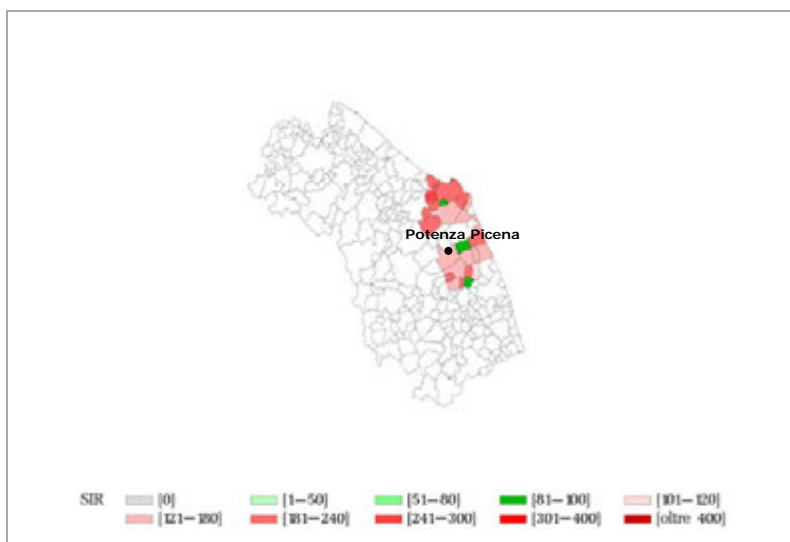 Potenza Picena
SIR [0] [1-50] [51-80] [81-100] [101-120]
[121-180] [181-240] [241-300] [301-400] [oltre 400]